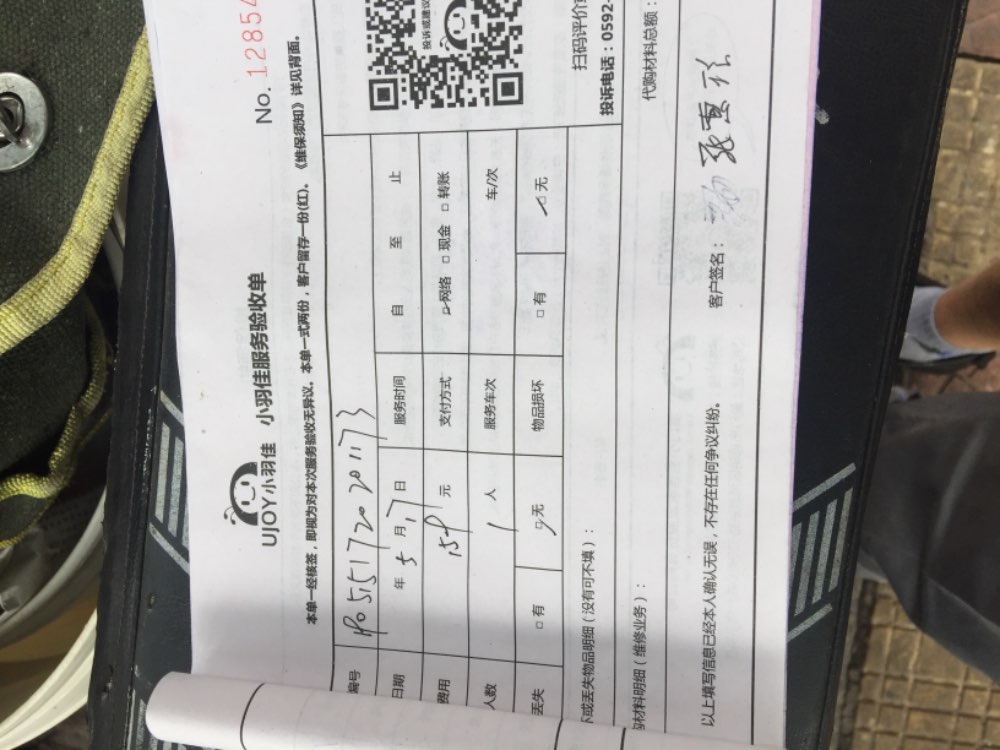 No. 12854
UJOY小羽佳 小羽佳服务验收单
本单一经核签，即视为对本次服务验收无异议。本单一式两份，客户留存一份(红)。《维保须知》详见背面。
编号
投诉或建议
日期 年 5 月 17 日 服务时间 自 至 止
费用 元 支付方式 网络 □ 现金 □ 转账
人数 1 人 服务车次 车/次
丢失 □ 有 无 物品损坏 □ 有 无
扫码评价
或丢失物品明细（没有可不填）：
投诉电话：0592-
购材料明细（维修业务）：
代购材料总额：
以上填写信息已经本人确认无误，不存在任何争议纠纷。 客户签名：